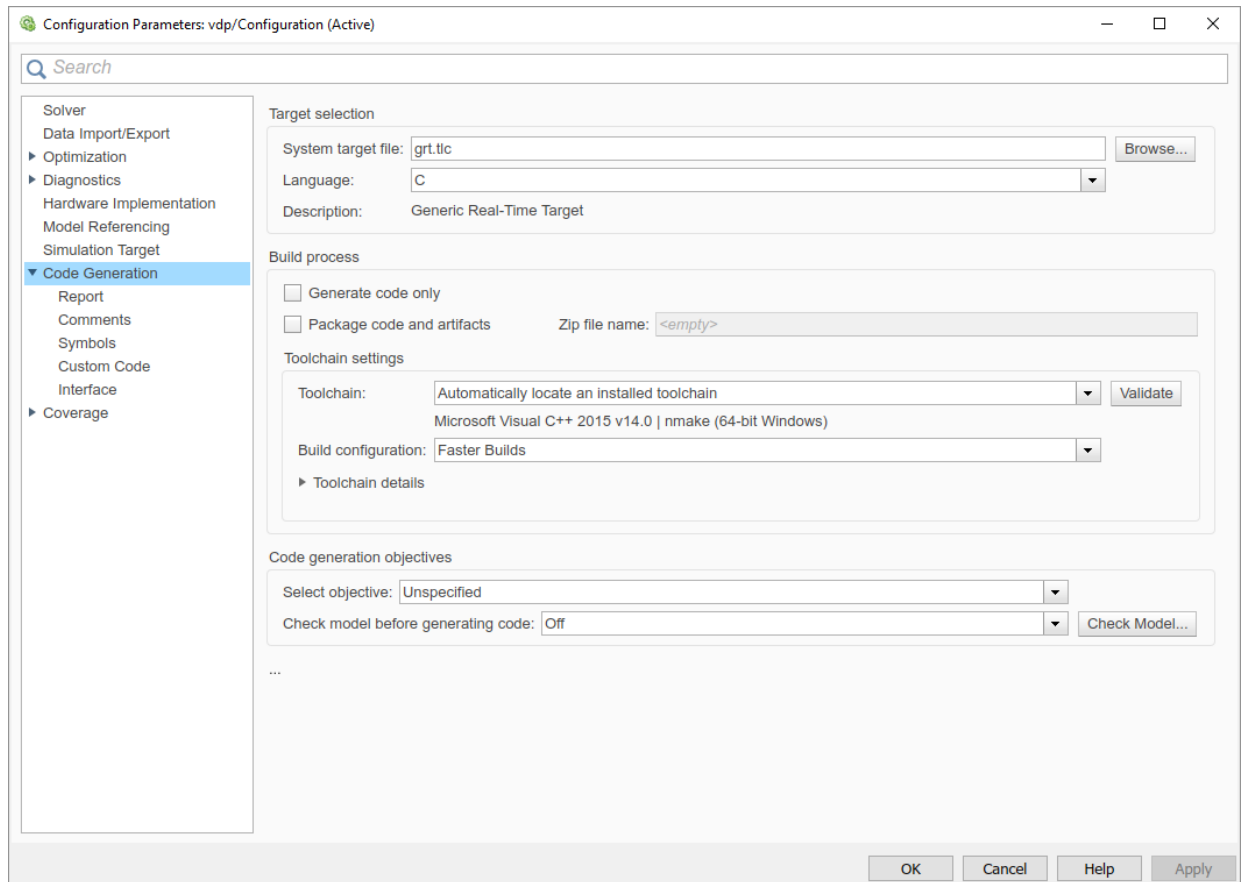 Configuration Parameters: vdp/Configuration (Active)
Search
Solver
Data Import/Export
Optimization
Diagnostics
Hardware Implementation
Model Referencing
Simulation Target
Code Generation
Report
Comments
Symbols
Custom Code
Interface
Coverage
Target selection
System target file: grt.tlc Browse...
Language: C
Description: Generic Real-Time Target
Build process
Generate code only
Package code and artifacts Zip file name: <empty>
Toolchain settings
Toolchain: Automatically locate an installed toolchain Validate
Microsoft Visual C++ 2015 v14.0 | nmake (64-bit Windows)
Build configuration: Faster Builds
Toolchain details
Code generation objectives
Select objective: Unspecified
Check model before generating code: Off Check Model...
...
OK Cancel Help Apply